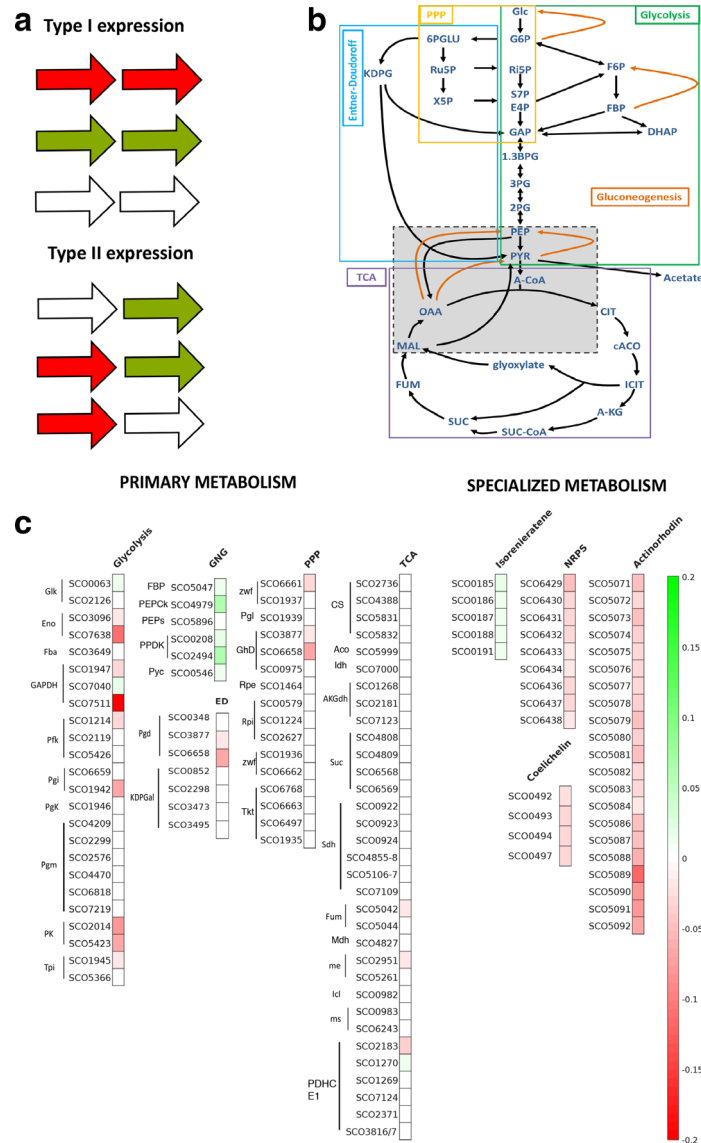 a
Type I expression
Type II expression
b
PPP
Glycolysis
Entner-Doudoroff
Gluconeogenesis
TCA
Glc
6PGLU
G6P
KDPG
Ru5P
Ri5P
F6P
X5P
S7P
E4P
FBP
GAP
DHAP
1.3BPG
3PG
2PG
PEP
PYR
A-CoA
Acetate
OAA
CIT
MAL
cACO
glyoxylate
FUM
ICIT
A-KG
SUC
SUC-CoA
PRIMARY METABOLISM
SPECIALIZED METABOLISM
c
Glycolysis
Glk
SCO0063
SCO2126
Eno
SCO3096
SCO7638
Fba
SCO3649
GAPDH
SCO1947
SCO7040
SCO7511
Pfk
SCO1214
SCO2119
SCO5426
Pgi
SCO6659
SCO1942
PgK
SCO1946
Pgm
SCO4209
SCO2299
SCO2576
SCO4470
SCO6818
SCO7219
PK
SCO2014
SCO5423
Tpi
SCO1945
SCO5366
GNG
FBP
SCO5047
PEPCk
SCO4979
PEPs
SCO5896
PPDK
SCO0208
SCO2494
Pyc
SCO0546
ED
Pgd
SCO0348
SCO3877
SCO6658
KDPGal
SCO0852
SCO2298
SCO3473
SCO3495
PPP
zwf
SCO6661
SCO1937
Pgl
SCO1939
GhD
SCO3877
SCO6658
SCO0975
Rpe
SCO1464
Rpi
SCO0579
SCO1224
SCO2627
zwf
SCO1936
SCO6662
Tkt
SCO6768
SCO6663
SCO6497
SCO1935
TCA
CS
SCO2736
SCO4388
SCO5831
SCO5832
Aco
SCO5999
Idh
SCO7000
AKGdh
SCO1268
SCO2181
SCO7123
Suc
SCO4808
SCO4809
SCO6568
SCO6569
Sdh
SCO0922
SCO0923
SCO0924
SCO4855-8
SCO5106-7
SCO7109
Fum
SCO5042
SCO5044
Mdh
SCO4827
me
SCO2951
SCO5261
Icl
SCO0982
ms
SCO0983
SCO6243
PDHC
E1
SCO2183
SCO1270
SCO1269
SCO7124
SCO2371
SCO3816/7
Isorenieratene
SCO0185
SCO0186
SCO0187
SCO0188
SCO0191
NRPS
SCO6429
SCO6430
SCO6431
SCO6432
SCO6433
SCO6434
SCO6436
SCO6437
SCO6438
Coelichelin
SCO0492
SCO0493
SCO0494
SCO0497
Actinorhodin
SCO5071
SCO5072
SCO5073
SCO5074
SCO5075
SCO5076
SCO5077
SCO5078
SCO5079
SCO5080
SCO5081
SCO5082
SCO5083
SCO5084
SCO5086
SCO5087
SCO5088
SCO5089
SCO5090
SCO5091
SCO5092
0.2
0.15
0.1
0.05
0
-0.05
-0.1
-0.15
-0.2